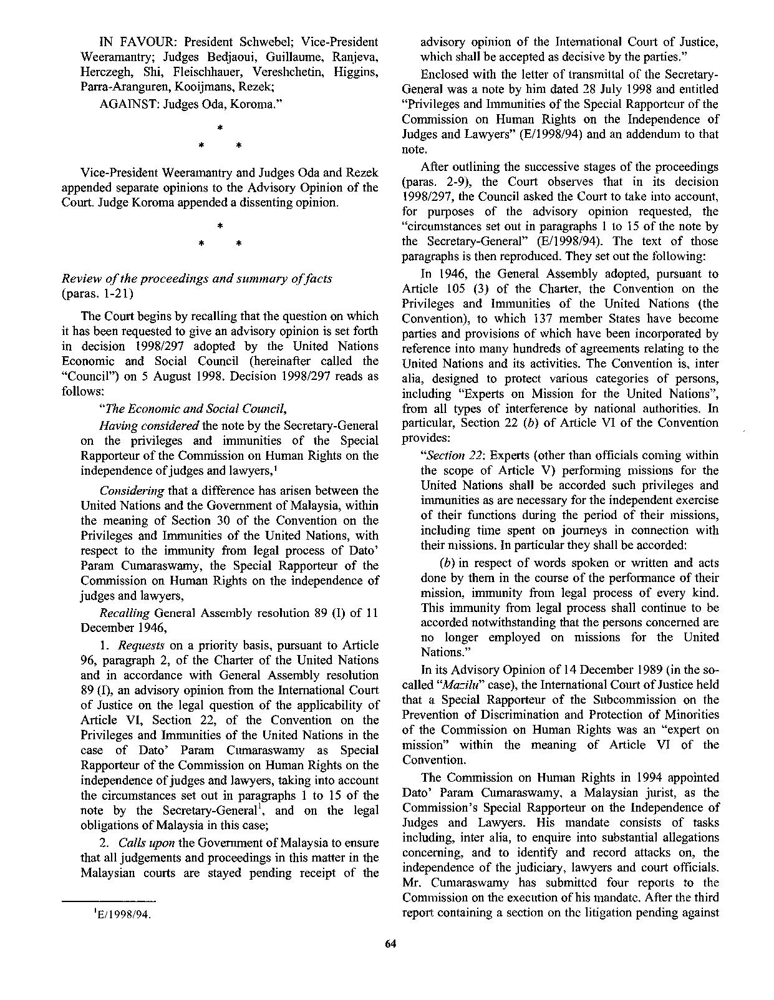 IN FAVOUR: President Schwebel; Vice-President
Weeramantry; Judges Bedjaoui, Guillaume, Ranjeva,
Herczegh, Shi, Fleischhauer, Vereshchetin, Higgins,
Parra-Aranguren, Kooijmans, Rezek;
AGAINST: Judges Oda, Koroma.”
*
* *
Vice-President Weeramantry and Judges Oda and Rezek
appended separate opinions to the Advisory Opinion of the
Court. Judge Koroma appended a dissenting opinion.
*
* *
Review of the proceedings and summary of facts
(paras. 1-21)
The Court begins by recalling that the question on which
it has been requested to give an advisory opinion is set forth
in decision 1998/297 adopted by the United Nations
Economic and Social Council (hereinafter called the
“Council”) on 5 August 1998. Decision 1998/297 reads as
follows:
“The Economic and Social Council,
Having considered the note by the Secretary-General
on the privileges and immunities of the Special
Rapporteur of the Commission on Human Rights on the
independence of judges and lawyers,¹
Considering that a difference has arisen between the
United Nations and the Government of Malaysia, within
the meaning of Section 30 of the Convention on the
Privileges and Immunities of the United Nations, with
respect to the immunity from legal process of Dato’
Param Cumaraswamy, the Special Rapporteur of the
Commission on Human Rights on the independence of
judges and lawyers,
Recalling General Assembly resolution 89 (I) of 11
December 1946,
1. Requests on a priority basis, pursuant to Article
96, paragraph 2, of the Charter of the United Nations
and in accordance with General Assembly resolution
89 (I), an advisory opinion from the International Court
of Justice on the legal question of the applicability of
Article VI, Section 22, of the Convention on the
Privileges and Immunities of the United Nations in the
case of Dato’ Param Cumaraswamy as Special
Rapporteur of the Commission on Human Rights on the
independence of judges and lawyers, taking into account
the circumstances set out in paragraphs 1 to 15 of the
note by the Secretary-General¹, and on the legal
obligations of Malaysia in this case;
2. Calls upon the Government of Malaysia to ensure
that all judgements and proceedings in this matter in the
Malaysian courts are stayed pending receipt of the
¹E/1998/94.
advisory opinion of the International Court of Justice,
which shall be accepted as decisive by the parties.”
Enclosed with the letter of transmittal of the Secretary-
General was a note by him dated 28 July 1998 and entitled
“Privileges and Immunities of the Special Rapporteur of the
Commission on Human Rights on the Independence of
Judges and Lawyers” (E/1998/94) and an addendum to that
note.
After outlining the successive stages of the proceedings
(paras. 2-9), the Court observes that in its decision
1998/297, the Council asked the Court to take into account,
for purposes of the advisory opinion requested, the
“circumstances set out in paragraphs 1 to 15 of the note by
the Secretary-General” (E/1998/94). The text of those
paragraphs is then reproduced. They set out the following:
In 1946, the General Assembly adopted, pursuant to
Article 105 (3) of the Charter, the Convention on the
Privileges and Immunities of the United Nations (the
Convention), to which 137 member States have become
parties and provisions of which have been incorporated by
reference into many hundreds of agreements relating to the
United Nations and its activities. The Convention is, inter
alia, designed to protect various categories of persons,
including “Experts on Mission for the United Nations”,
from all types of interference by national authorities. In
particular, Section 22 (b) of Article VI of the Convention
provides:
“Section 22: Experts (other than officials coming within
the scope of Article V) performing missions for the
United Nations shall be accorded such privileges and
immunities as are necessary for the independent exercise
of their functions during the period of their missions,
including time spent on journeys in connection with
their missions. In particular they shall be accorded:
(b) in respect of words spoken or written and acts
done by them in the course of the performance of their
mission, immunity from legal process of every kind.
This immunity from legal process shall continue to be
accorded notwithstanding that the persons concerned are
no longer employed on missions for the United
Nations.”
In its Advisory Opinion of 14 December 1989 (in the so-
called “Mazilu” case), the International Court of Justice held
that a Special Rapporteur of the Subcommission on the
Prevention of Discrimination and Protection of Minorities
of the Commission on Human Rights was an “expert on
mission” within the meaning of Article VI of the
Convention.
The Commission on Human Rights in 1994 appointed
Dato’ Param Cumaraswamy, a Malaysian jurist, as the
Commission’s Special Rapporteur on the Independence of
Judges and Lawyers. His mandate consists of tasks
including, inter alia, to enquire into substantial allegations
concerning, and to identify and record attacks on, the
independence of the judiciary, lawyers and court officials.
Mr. Cumaraswamy has submitted four reports to the
Commission on the execution of his mandate. After the third
report containing a section on the litigation pending against
64